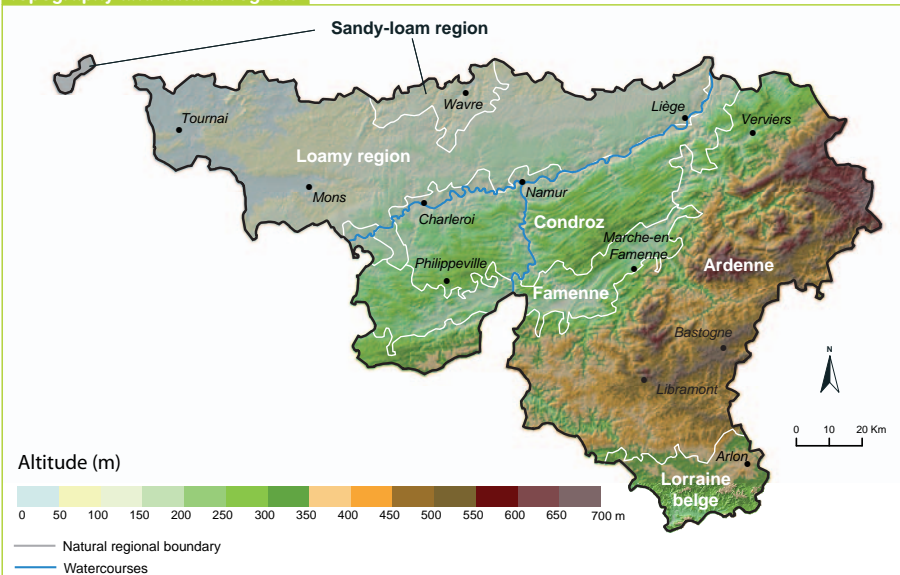 Sandy-loam region
Tournai
Wavre
Liège
Verviers
Loamy region
Mons
Namur
Charleroi
Condroz
Marche-en-
Famenne
Philippeville
Ardenne
Famenne
Bastogne
N
Libramont
0 10 20 Km
Arlon
Lorraine
belge
Altitude (m)
0 50 100 150 200 250 300 350 400 450 500 550 600 650 700 m
Natural regional boundary
Watercourses